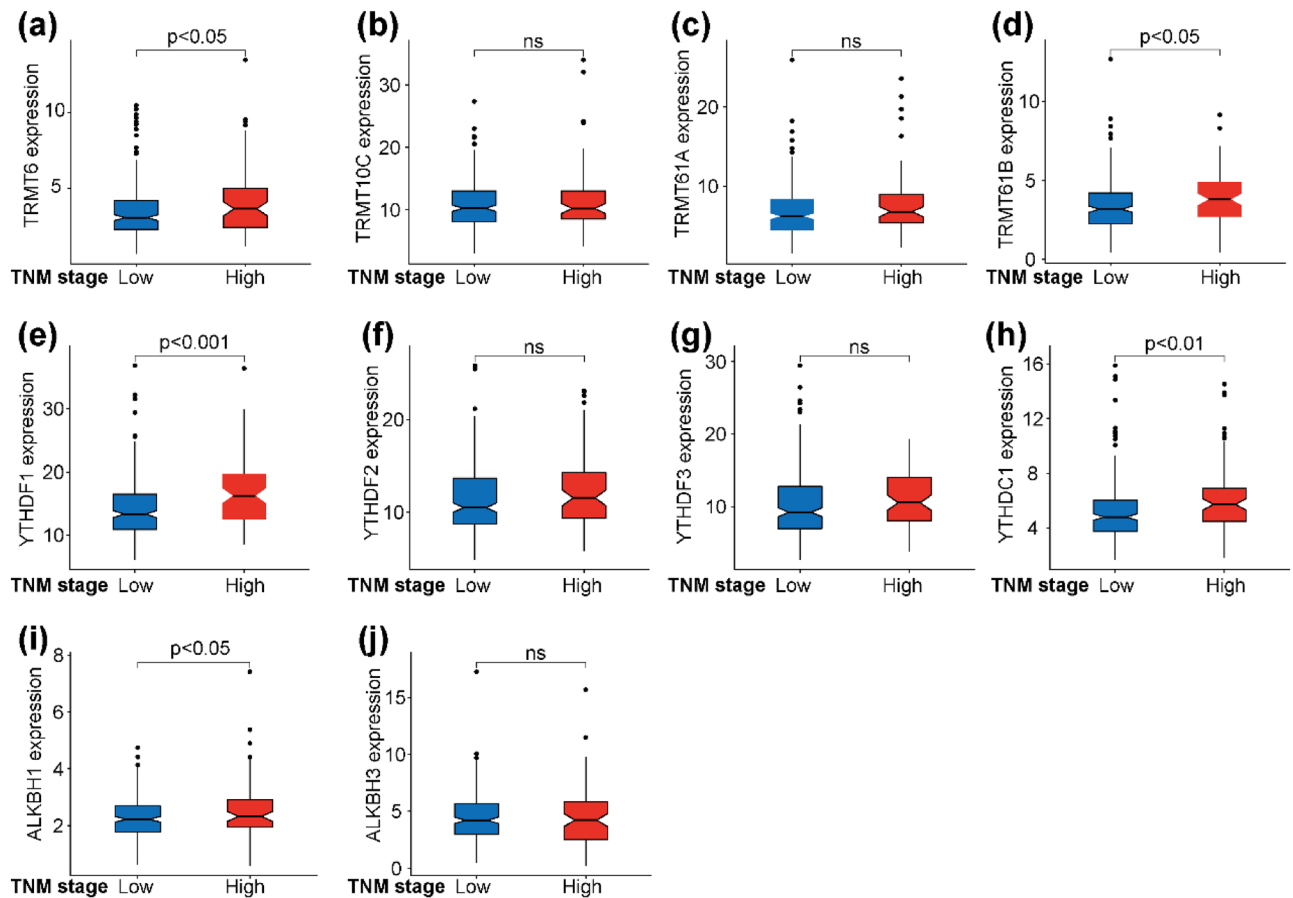 (a)
p<0.05
TRMT6 expression
10
5
TNM stage Low High
(b)
ns
TRMT10C expression
30
20
10
TNM stage Low High
(c)
ns
TRMT61A expression
20
10
0
TNM stage Low High
(d)
p<0.05
TRMT61B expression
10
5
0
TNM stage Low High
(e)
p<0.001
YTHDF1 expression
30
20
10
TNM stage Low High
(f)
ns
YTHDF2 expression
20
10
TNM stage Low High
(g)
ns
YTHDF3 expression
30
20
10
TNM stage Low High
(h)
p<0.01
YTHDC1 expression
16
12
8
4
TNM stage Low High
(i)
p<0.05
ALKBH1 expression
8
6
4
2
TNM stage Low High
(j)
ns
ALKBH3 expression
15
10
5
0
TNM stage Low High